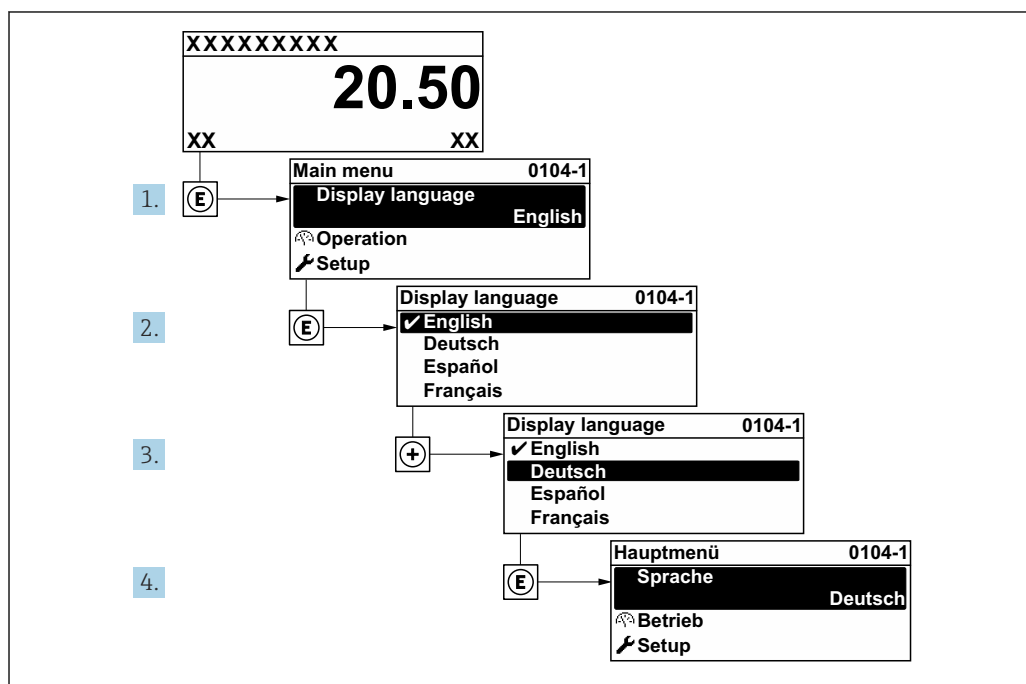 XXXXXXXXX
20.50
XX XX
1. E
Main menu 0104-1
Display language
English
Operation
Setup
2. E
Display language 0104-1
✔ English
Deutsch
Español
Français
3. +
Display language 0104-1
✔ English
Deutsch
Español
Français
4. E
Hauptmenü 0104-1
Sprache
Deutsch
Betrieb
Setup